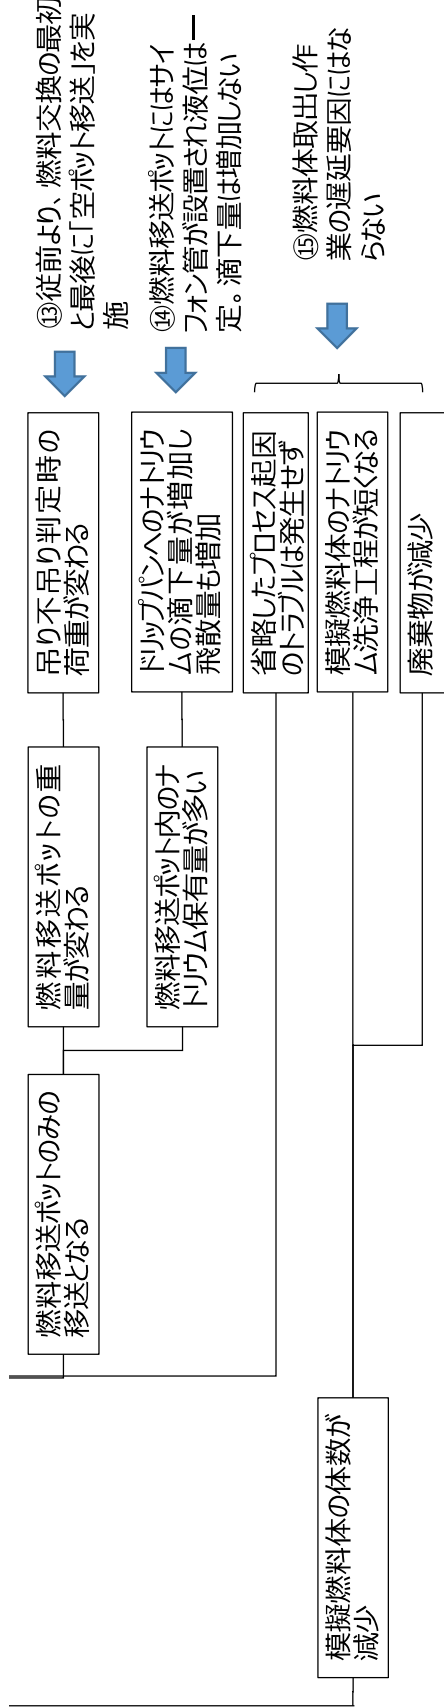 燃料移送ポットのみの
移送となる
燃料移送ポットの重
量が変わる
吊り不吊り判定時の
荷重が変わる
⑬従前より、燃料交換の最初
と最後に「空ポット移送」を実
施
燃料移送ポット内のナ
トリウム保有量が多い
ドリップパンへのナトリウ
ムの滴下量が増加し
飛散量も増加
⑭燃料移送ポットにはサイ
フォン管が設置され液位は一
定。滴下量は増加しない
省略したプロセス起因
のトラブルは発生せず
模擬燃料体の体数が
減少
模擬燃料体のナトリウ
ム洗浄工程が短くなる
廃棄物が減少
⑮燃料体取出し作
業の遅延要因にはな
らない